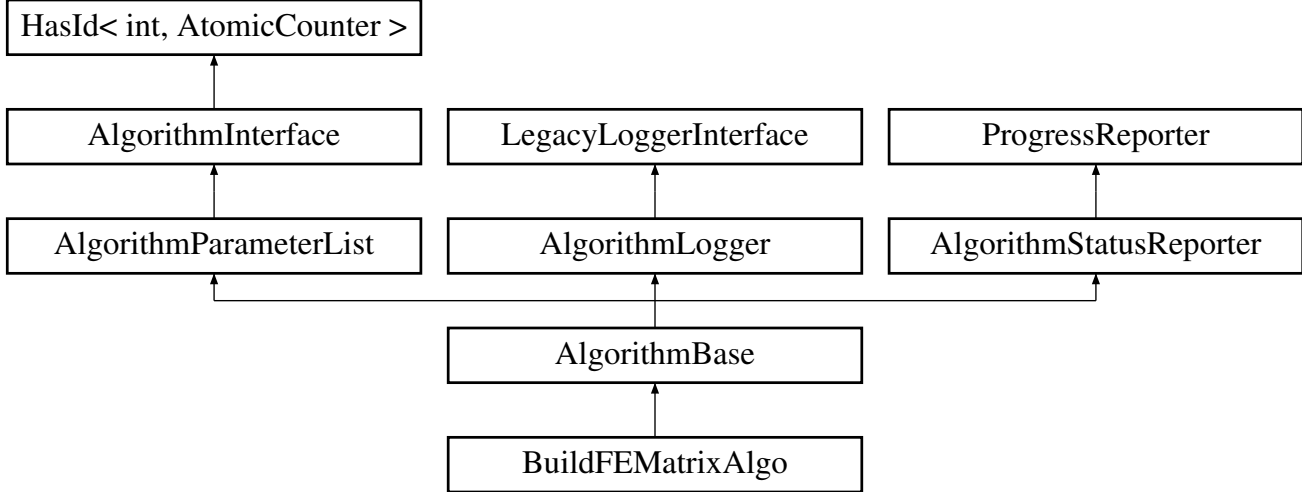 HasId< int, AtomicCounter >
AlgorithmInterface
LegacyLoggerInterface
ProgressReporter
AlgorithmParameterList
AlgorithmLogger
AlgorithmStatusReporter
AlgorithmBase
BuildFEMatrixAlgo